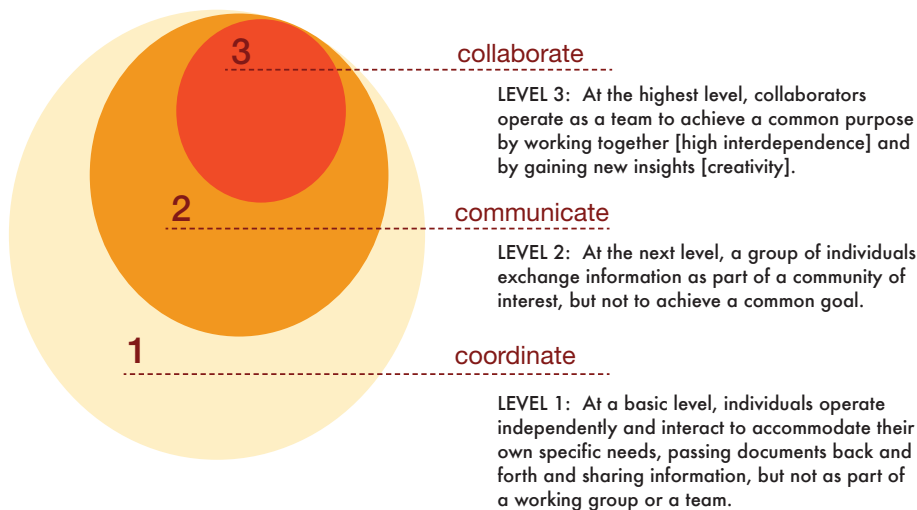 3
collaborate
LEVEL 3: At the highest level, collaborators
operate as a team to achieve a common purpose
by working together [high interdependence] and
by gaining new insights [creativity].
2
communicate
LEVEL 2: At the next level, a group of individuals
exchange information as part of a community of
interest, but not to achieve a common goal.
1
coordinate
LEVEL 1: At a basic level, individuals operate
independently and interact to accommodate their
own specific needs, passing documents back and
forth and sharing information, but not as part of
a working group or a team.